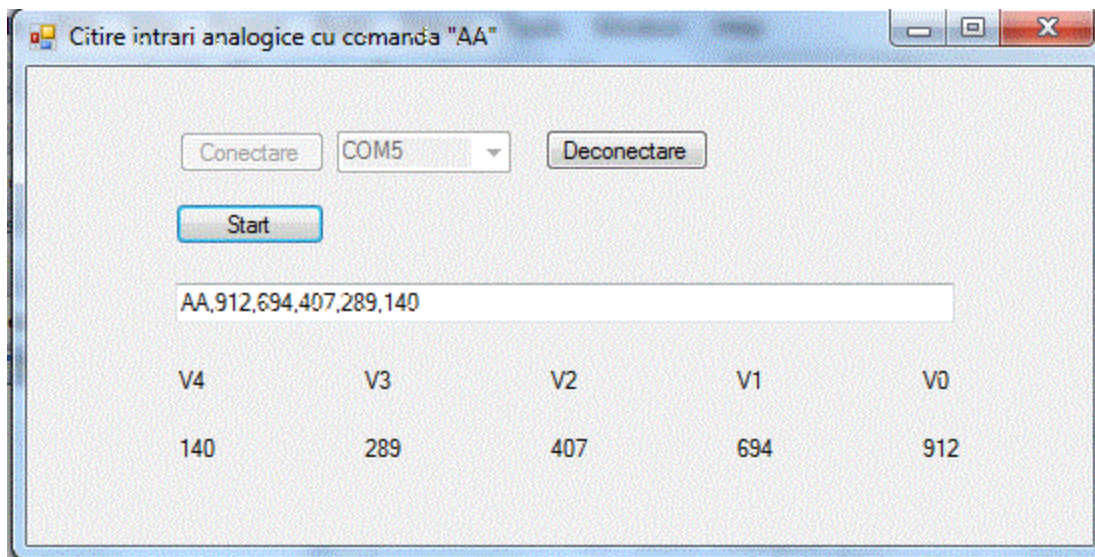 Citire intrari analogice cu comanda "AA"
Conectare COM5 Deconectare
Start
AA,912,694,407,289,140
V4 V3 V2 V1 V0
140 289 407 694 912